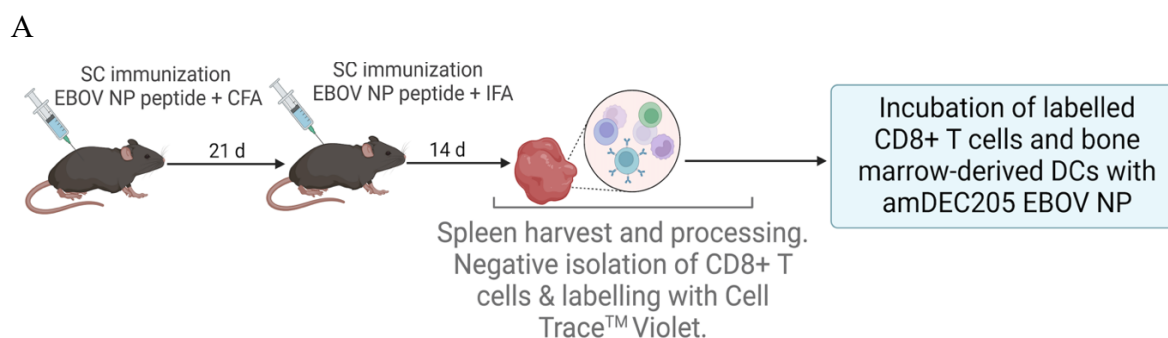 A
SC immunization
EBOV NP peptide + CFA
SC immunization
EBOV NP peptide + IFA
21 d
14 d
Spleen harvest and processing.
Negative isolation of CD8+ T
cells & labelling with Cell
Trace™ Violet.
Incubation of labelled
CD8+ T cells and bone
marrow-derived DCs with
amDEC205 EBOV NP